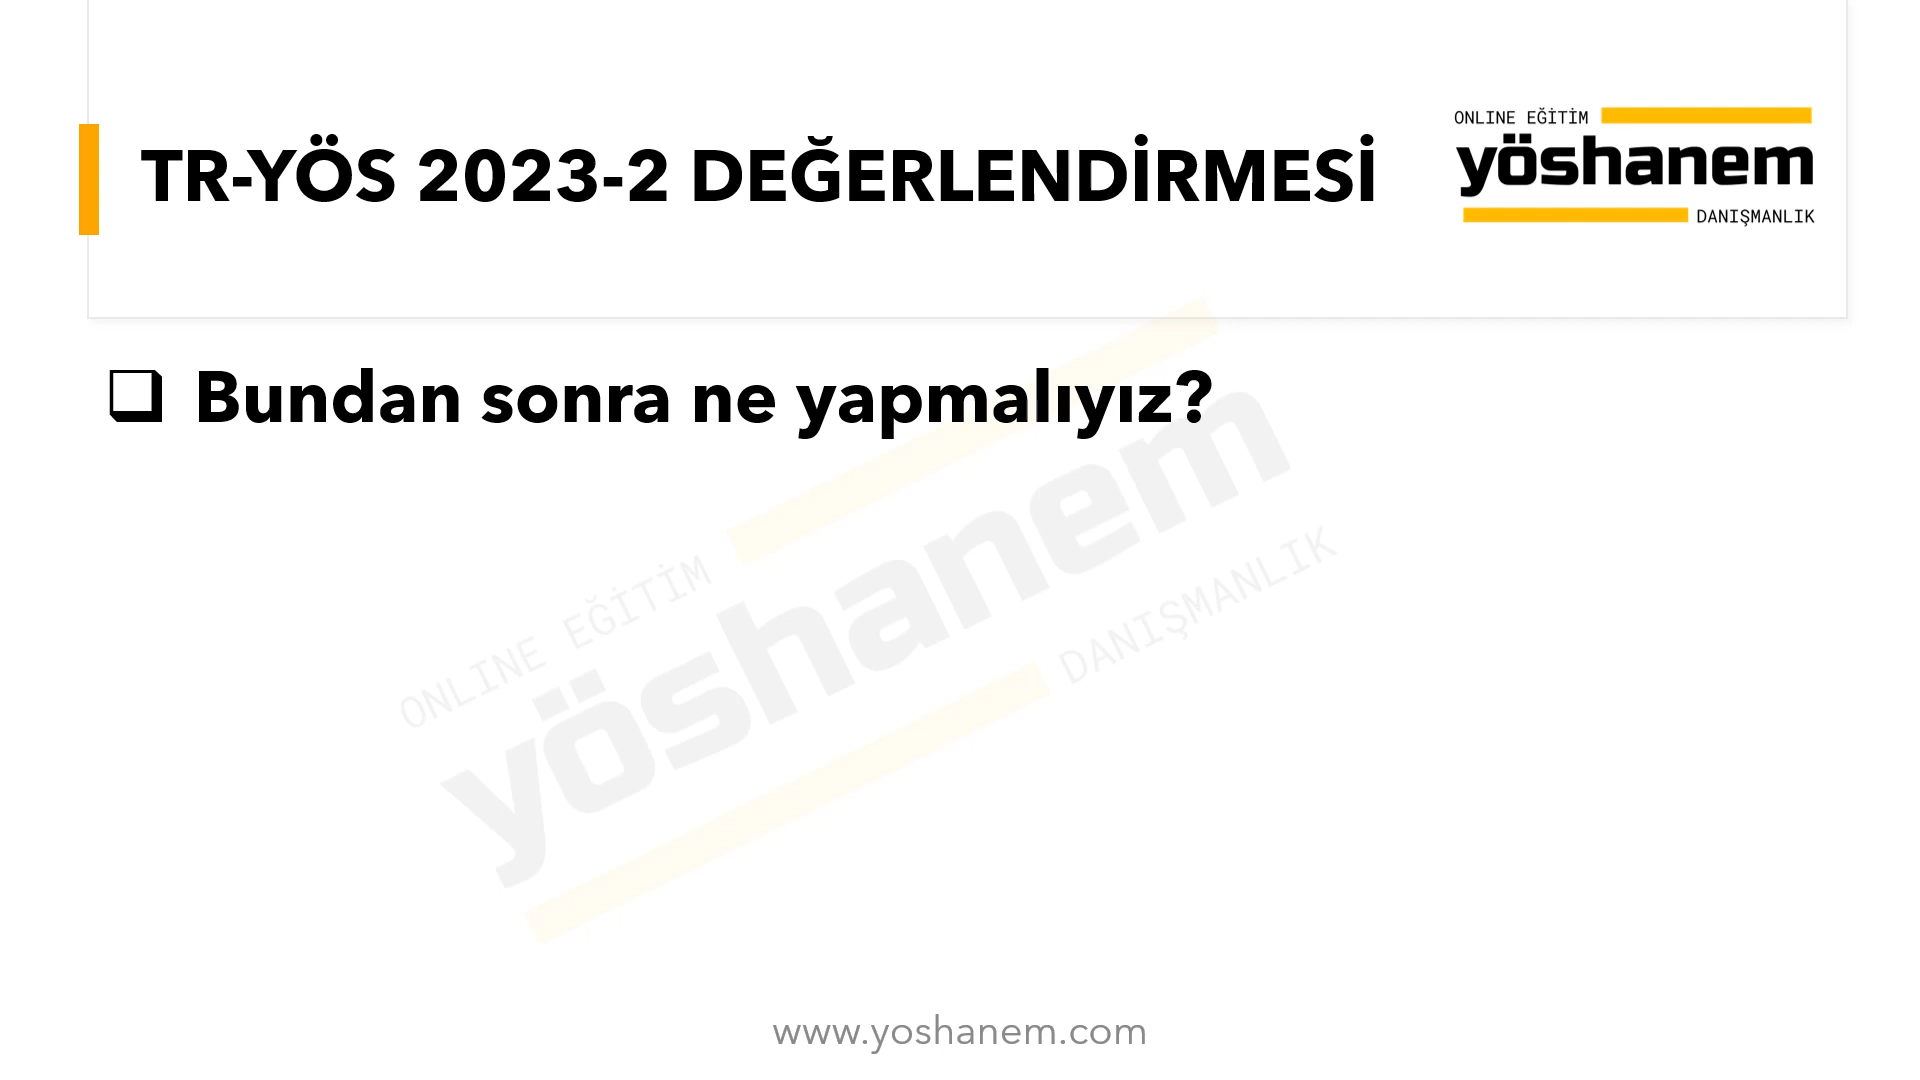 ONLINE EĞİTİM
TR-YÖS 2023-2 DEĞERLENDİRMESİ
yöshanem
DANIŞMANLIK
❑ Bundan sonra ne yapmalıyız?
ONLINE EĞİTİM
yöshanem
DANIŞMANLIK
www.yoshanem.com